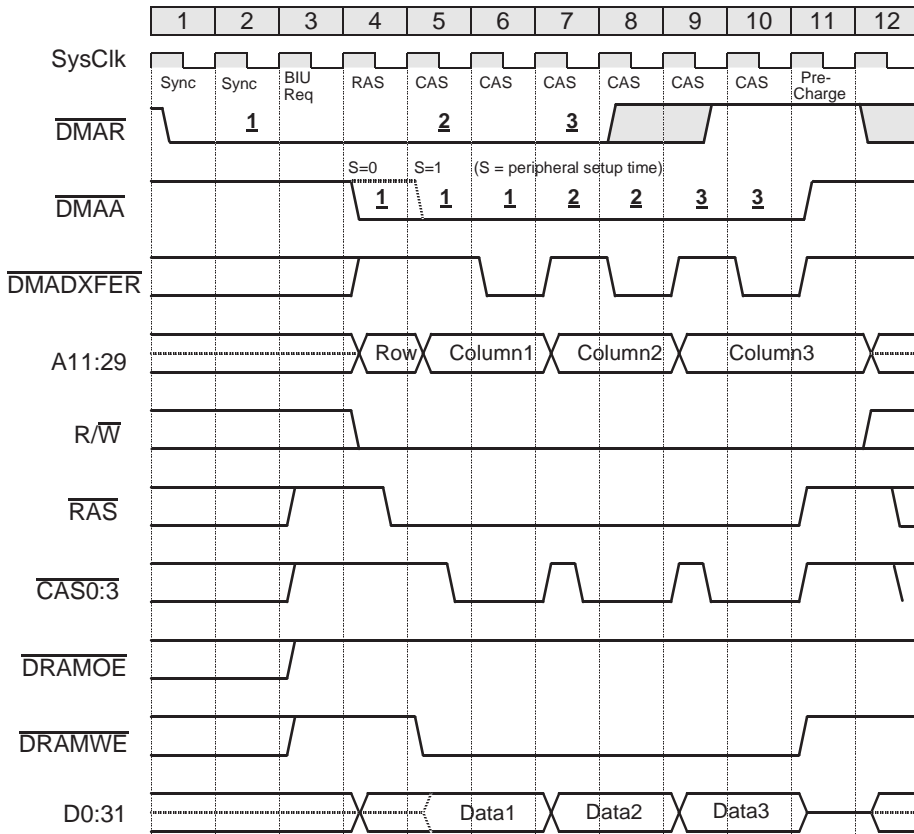 1 2 3 4 5 6 7 8 9 10 11 12
SysClk
Sync Sync BIU Req RAS CAS CAS CAS CAS CAS CAS Pre-Charge
DMAR 1 2 3
S=0 S=1 (S = peripheral setup time)
DMAA 1 1 1 2 2 3 3
DMADXFER
A11:29 Row Column1 Column2 Column3
R/W
RAS
CAS0:3
DRAMOE
DRAMWE
D0:31 Data1 Data2 Data3